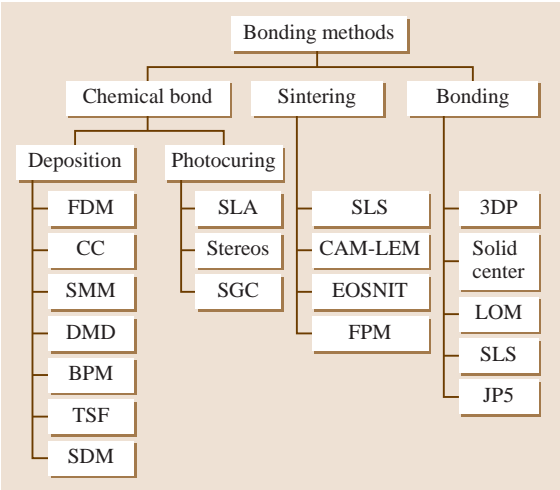 Bonding methods
Chemical bond
Sintering
Bonding
Deposition
Photocuring
FDM
CC
SMM
DMD
BPM
TSF
SDM
SLA
Stereos
SGC
SLS
CAM-LEM
EOSNIT
FPM
3DP
Solid
center
LOM
SLS
JP5